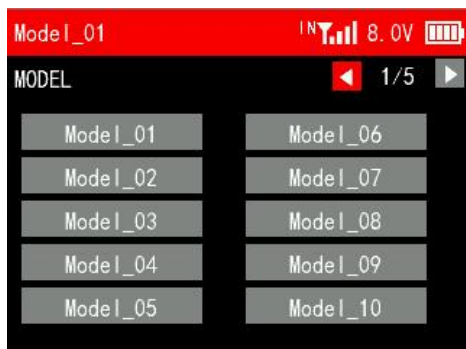 Model_01 IN 8.0V
MODEL 1/5
Model_01 Model_06
Model_02 Model_07
Model_03 Model_08
Model_04 Model_09
Model_05 Model_10